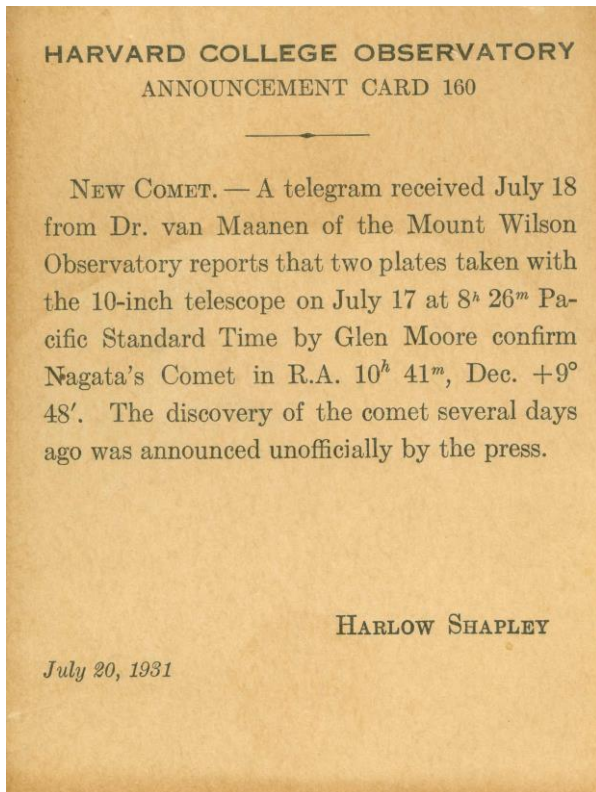 HARVARD COLLEGE OBSERVATORY
ANNOUNCEMENT CARD 160
NEW COMET. — A telegram received July 18
from Dr. van Maanen of the Mount Wilson
Observatory reports that two plates taken with
the 10-inch telescope on July 17 at 8ʰ 26ᵐ Pa-
cific Standard Time by Glen Moore confirm
Nagata's Comet in R.A. 10ʰ 41ᵐ, Dec. +9°
48′. The discovery of the comet several days
ago was announced unofficially by the press.
HARLOW SHAPLEY
July 20, 1931